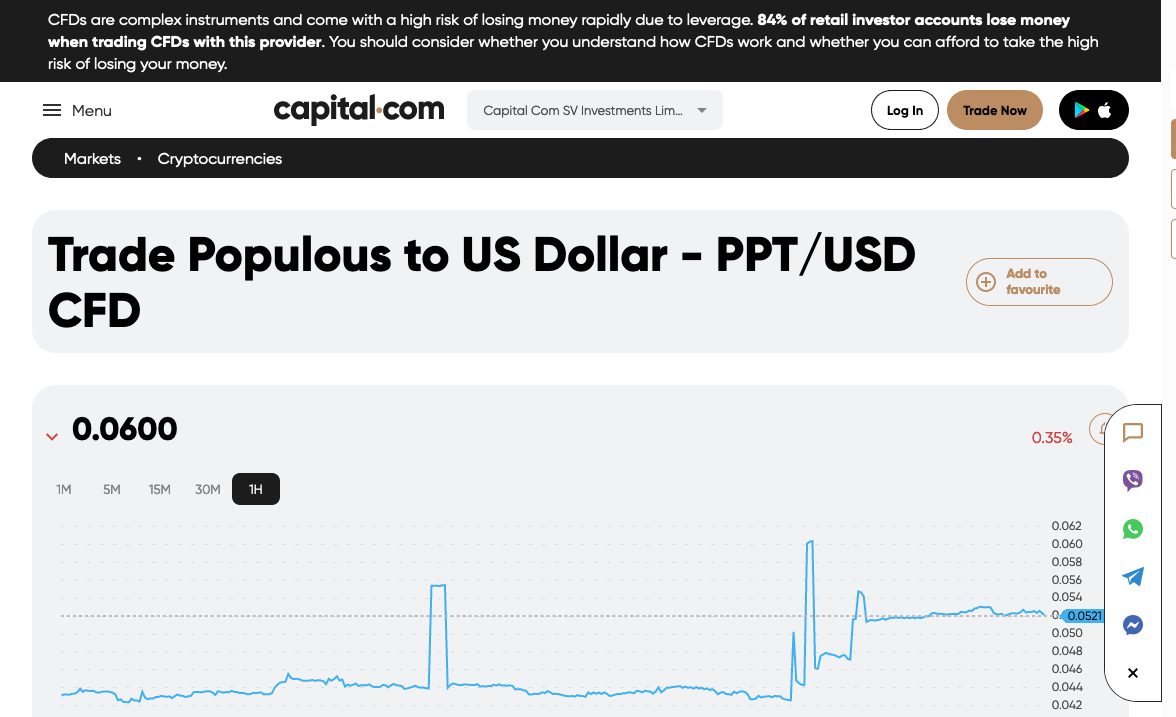 CFDs are complex instruments and come with a high risk of losing money rapidly due to leverage. 84% of retail investor accounts lose money
when trading CFDs with this provider. You should consider whether you understand how CFDs work and whether you can afford to take the high
risk of losing your money.
Menu
capital.com
Capital Com SV Investments Lim...
Log In
Trade Now
Markets • Cryptocurrencies
Trade Populous to US Dollar - PPT/USD
CFD
Add to
favourite
0.0600
0.35%
1M 5M 15M 30M 1H
0.062
0.060
0.058
0.056
0.054
0.0521
0.050
0.048
0.046
0.044
0.042